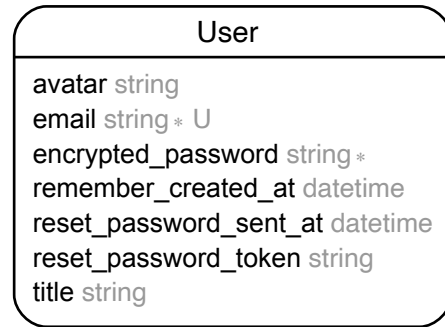 User
avatar string
email string * U
encrypted_password string *
remember_created_at datetime
reset_password_sent_at datetime
reset_password_token string
title string